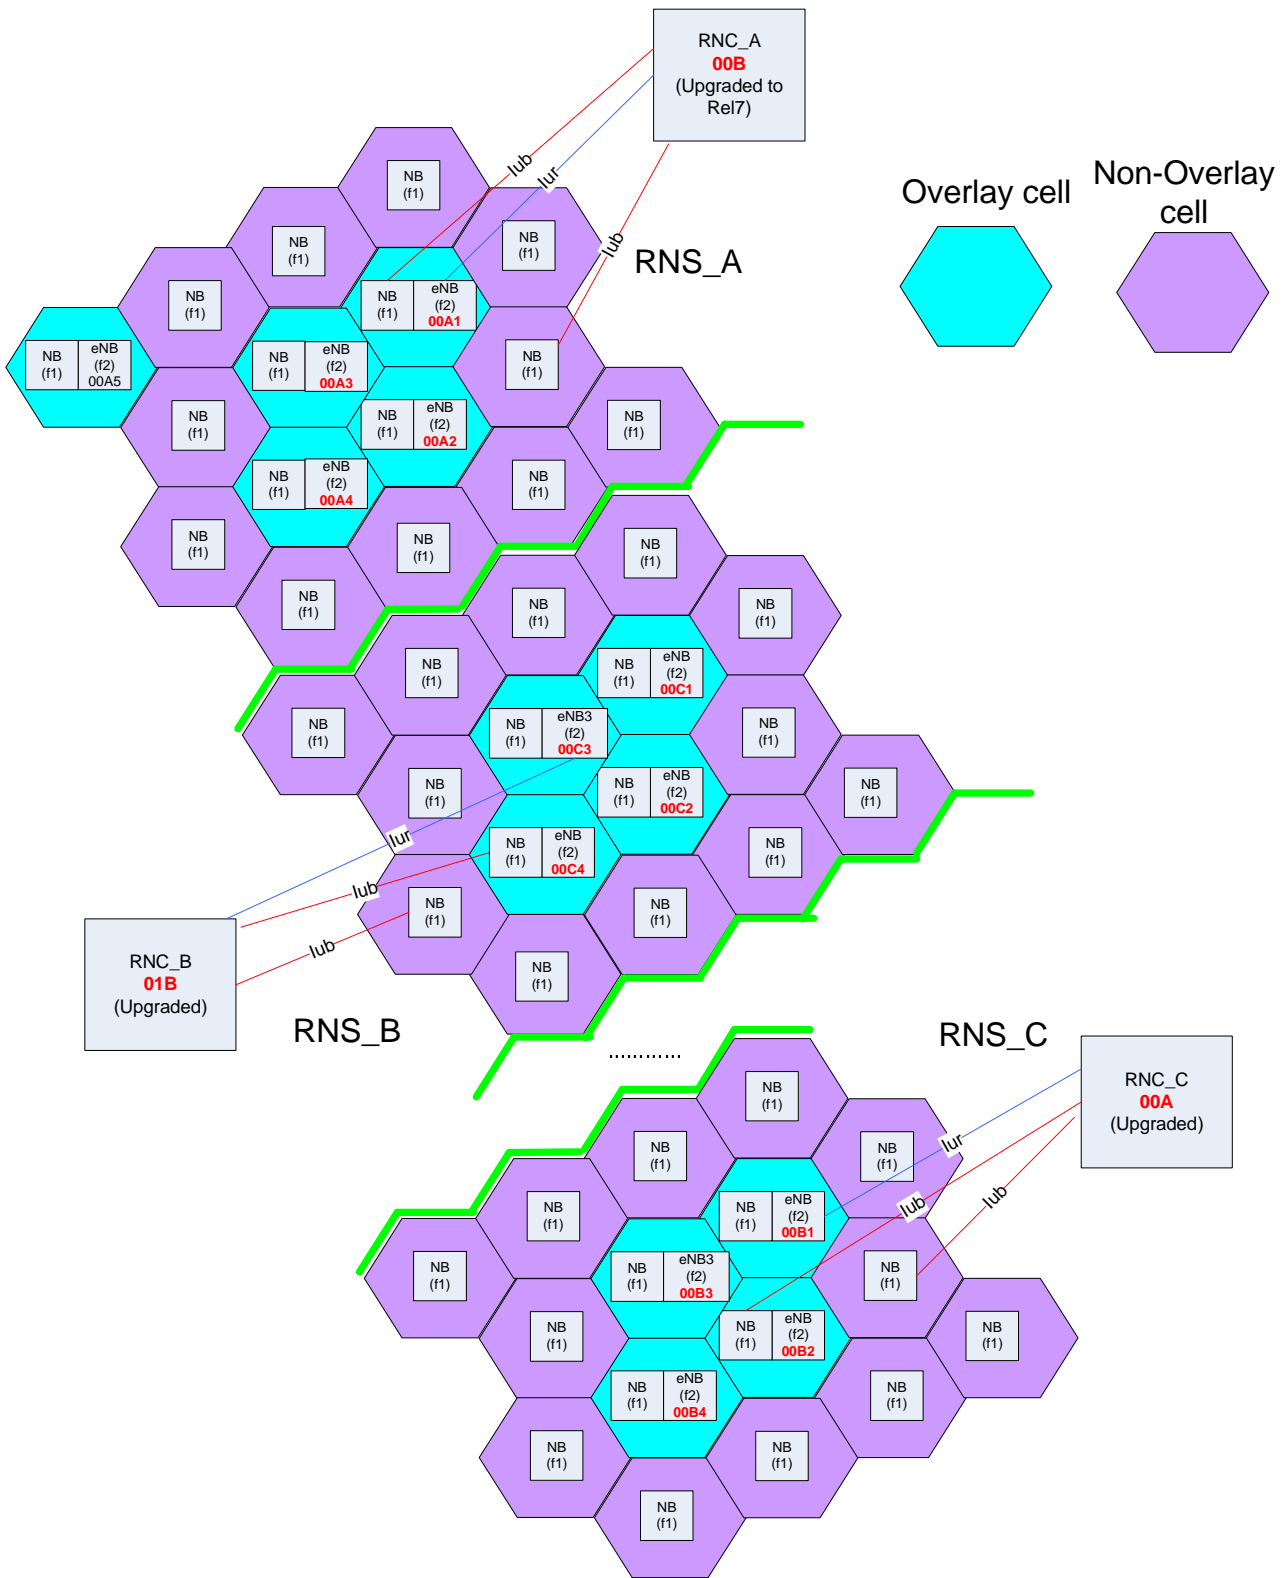 RNC_A
00B
(Upgraded to
Rel7)
Iub
Iur
Iub
Overlay cell
Non-Overlay
cell
RNS_A
NB
(f1)
NB
(f1)
NB
(f1)
NB
(f1)
NB
(f1)
eNB
(f2)
00A1
NB
(f1)
eNB
(f2)
00A5
NB
(f1)
eNB
(f2)
00A3
NB
(f1)
NB
(f1)
NB
(f1)
eNB
(f2)
00A2
NB
(f1)
NB
(f1)
eNB
(f2)
00A4
NB
(f1)
NB
(f1)
NB
(f1)
NB
(f1)
NB
(f1)
NB
(f1)
NB
(f1)
NB
(f1)
NB
(f1)
eNB
(f2)
00C1
NB
(f1)
NB
(f1)
eNB3
(f2)
00C3
NB
(f1)
NB
(f1)
NB
(f1)
eNB
(f2)
00C2
NB
(f1)
Iur
NB
(f1)
eNB
(f2)
00C4
NB
(f1)
Iub
NB
(f1)
NB
(f1)
Iub
NB
(f1)
RNC_B
01B
(Upgraded)
RNS_B
............
RNS_C
RNC_C
00A
(Upgraded)
NB
(f1)
Iur
NB
(f1)
NB
(f1)
NB
(f1)
NB
(f1)
eNB
(f2)
00B1
Iub
Iub
NB
(f1)
NB
(f1)
eNB3
(f2)
00B3
NB
(f1)
NB
(f1)
NB
(f1)
eNB
(f2)
00B2
NB
(f1)
NB
(f1)
eNB
(f2)
00B4
NB
(f1)
NB
(f1)
NB
(f1)
NB
(f1)